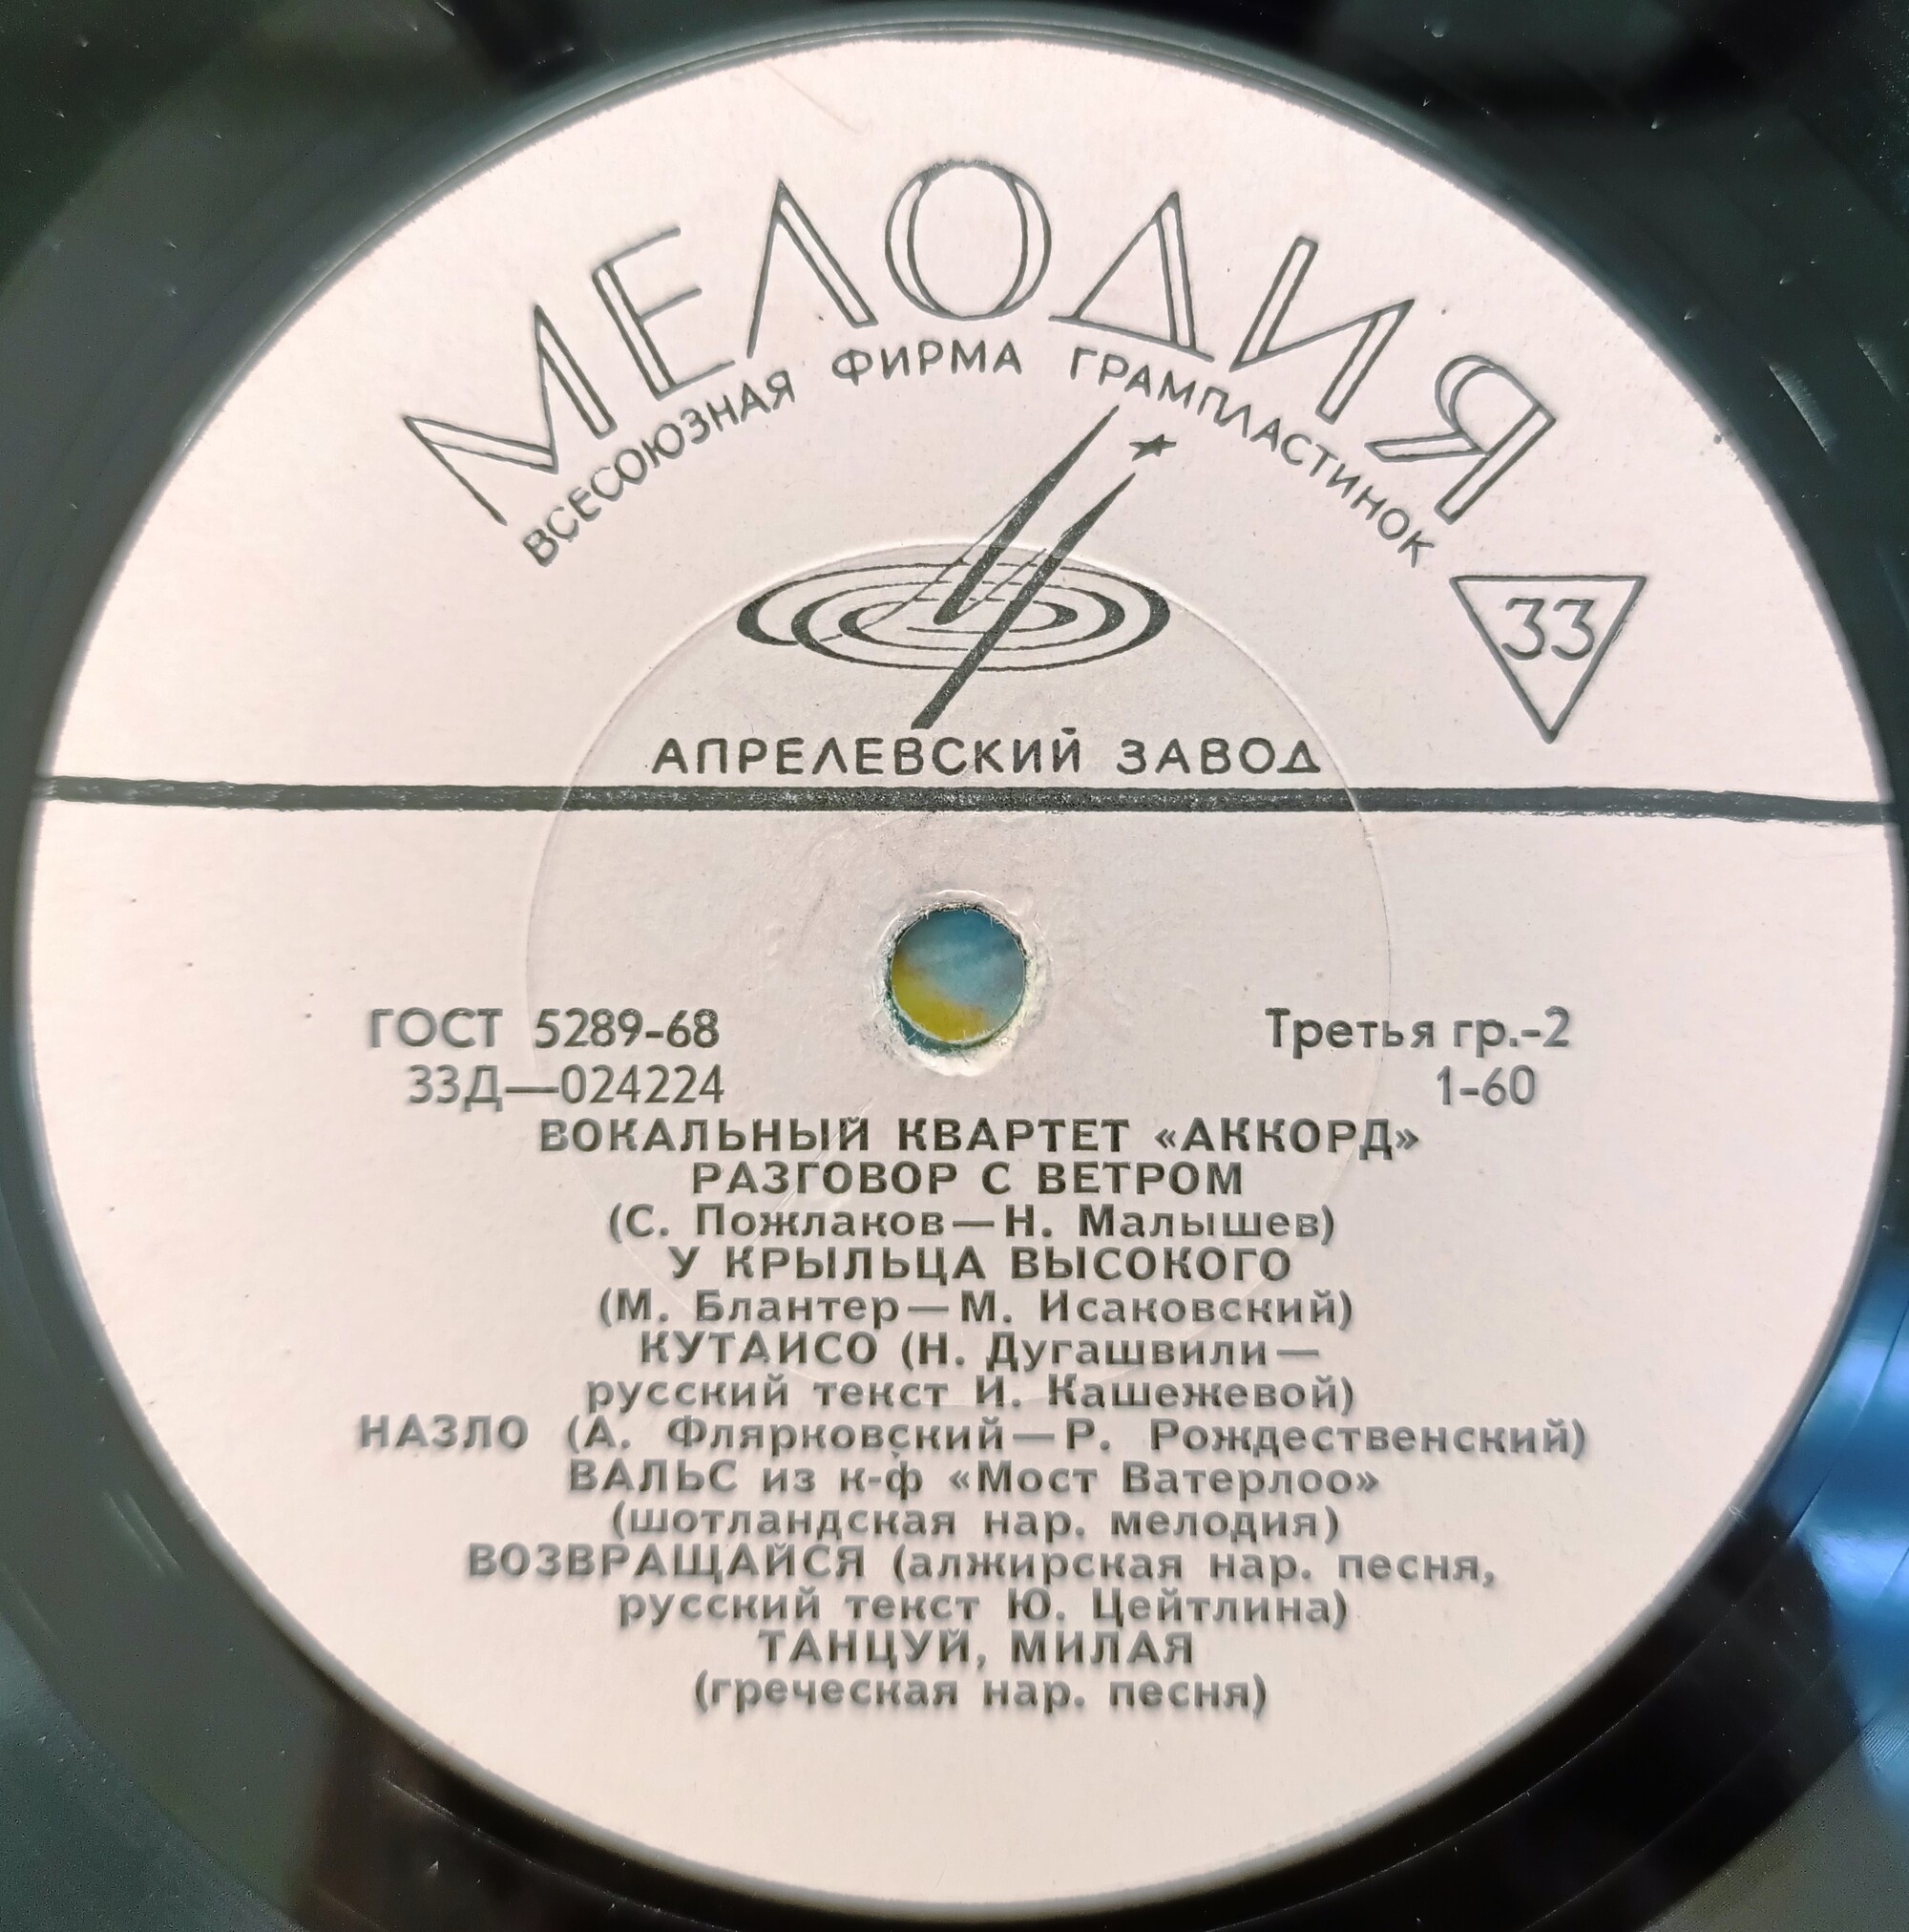 МЕЛОДИЯ
ВСЕСОЮЗНАЯ ФИРМА ГРАМПЛАСТИНОК
33
АПРЕЛЕВСКИЙ ЗАВОД
ГОСТ 5289-68
Третья гр.-2
33Д—024224
1-60
ВОКАЛЬНЫЙ КВАРТЕТ «АККОРД»
РАЗГОВОР С ВЕТРОМ
(С. Пожлаков—Н. Малышев)
У КРЫЛЬЦА ВЫСОКОГО
(М. Блантер—М. Исаковский)
КУТАИСО (Н. Дугашвили—
русский текст И. Кашежевой)
НАЗЛО (А. Флярковский—Р. Рождественский)
ВАЛЬС из к-ф «Мост Ватерлоо»
(шотландская нар. мелодия)
ВОЗВРАЩАЙСЯ (алжирская нар. песня,
русский текст Ю. Цейтлина)
ТАНЦУЙ, МИЛАЯ
(греческая нар. песня)